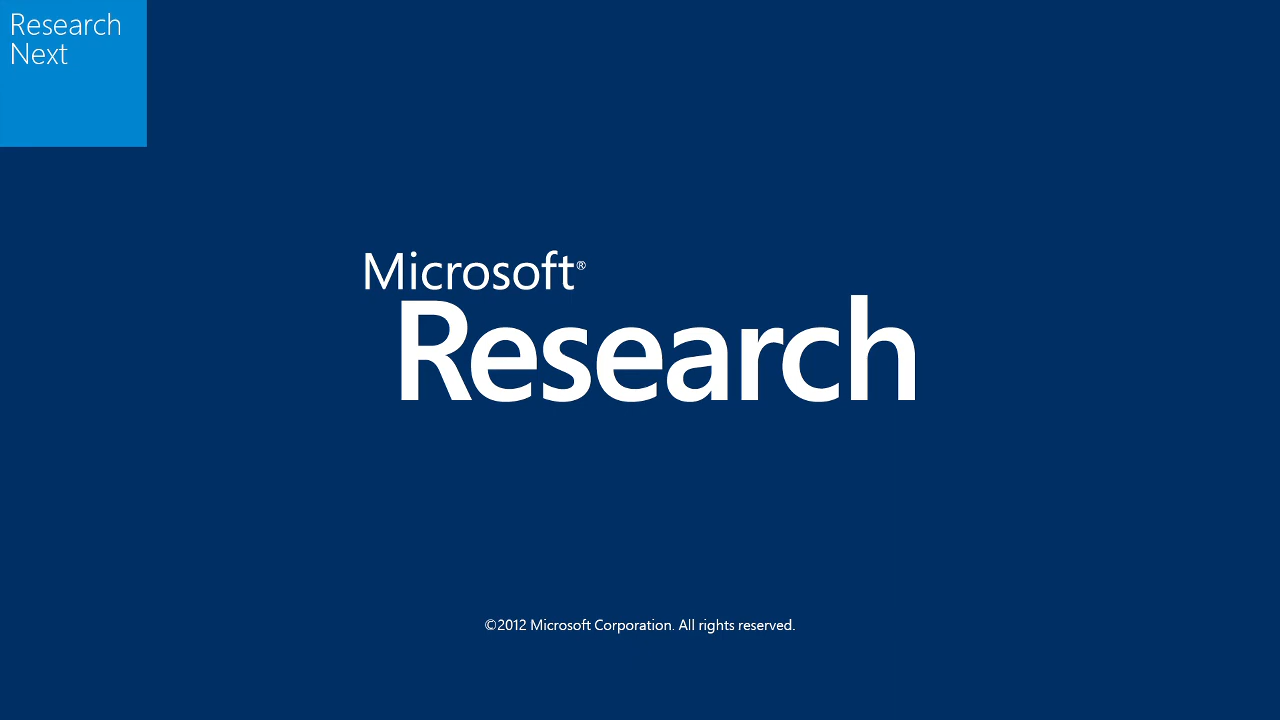 Research
Next
Microsoft®
Research
©2012 Microsoft Corporation. All rights reserved.